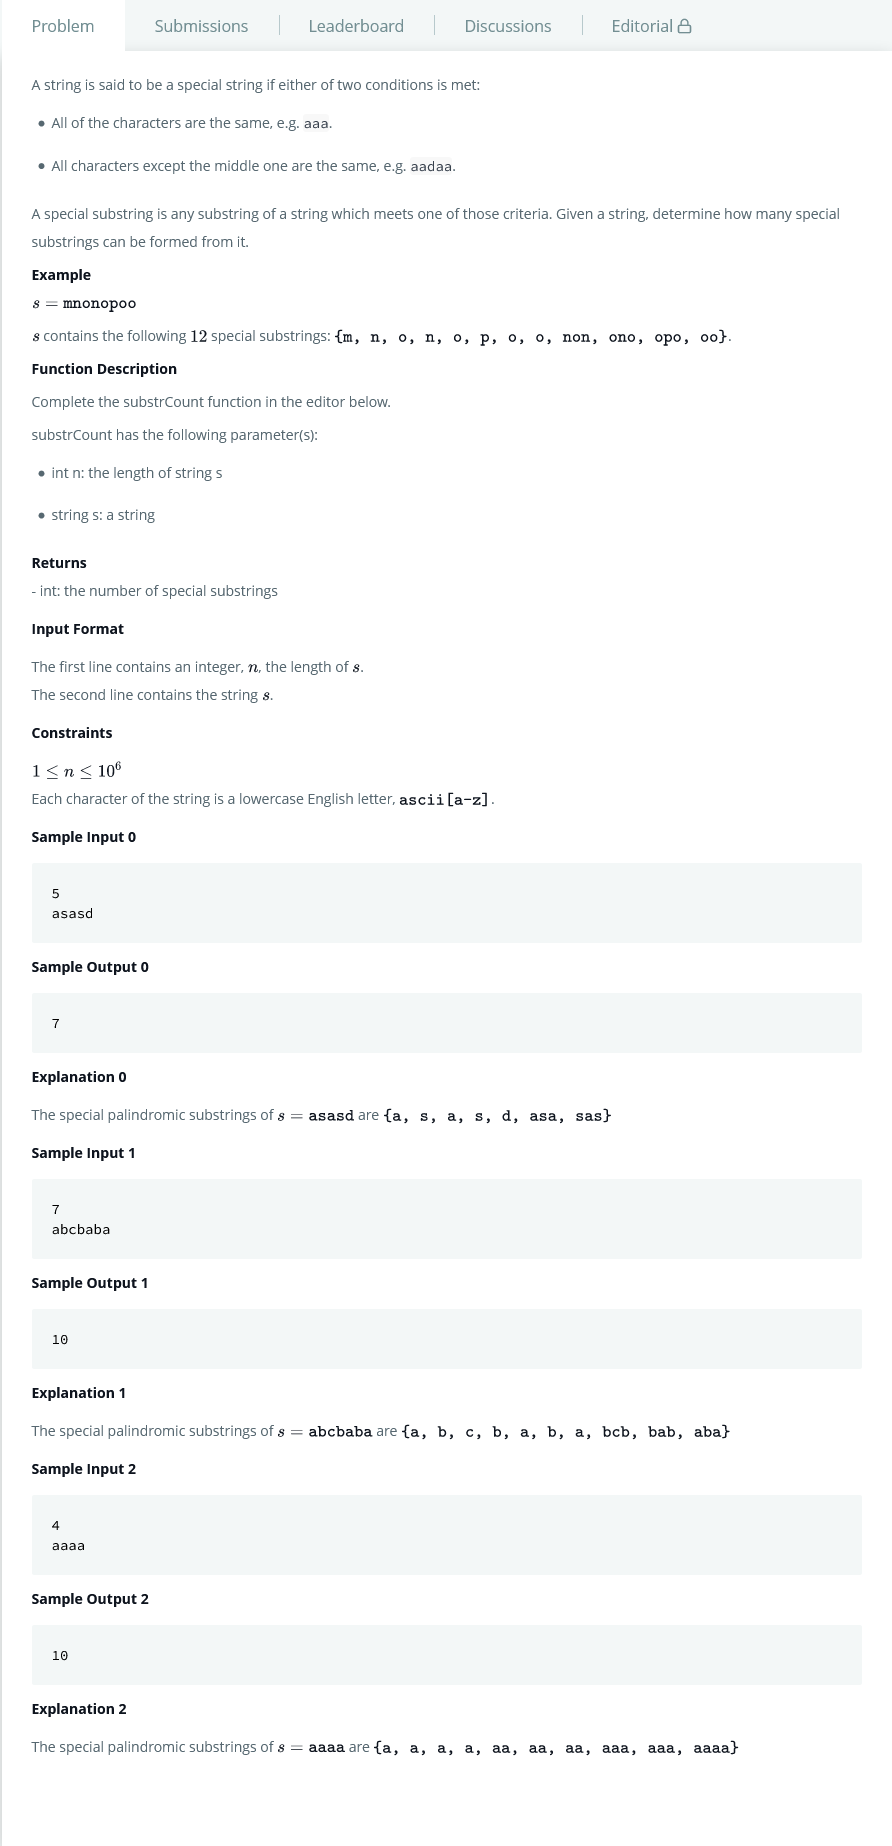 Problem
Submissions
Leaderboard
Discussions
Editorial
A string is said to be a special string if either of two conditions is met:
• All of the characters are the same, e.g. aaa.
• All characters except the middle one are the same, e.g. aadaa.
A special substring is any substring of a string which meets one of those criteria. Given a string, determine how many special
substrings can be formed from it.
Example
s = mnonopoo
s contains the following 12 special substrings: {m, n, o, n, o, p, o, o, non, ono, opo, oo}.
Function Description
Complete the substrCount function in the editor below.
substrCount has the following parameter(s):
• int n: the length of string s
• string s: a string
Returns
- int: the number of special substrings
Input Format
The first line contains an integer, n, the length of s.
The second line contains the string s.
Constraints
1 ≤ n ≤ 10⁶
Each character of the string is a lowercase English letter, ascii[a-z].
Sample Input 0
5
asasd
Sample Output 0
7
Explanation 0
The special palindromic substrings of s = asasd are {a, s, a, s, d, asa, sas}
Sample Input 1
7
abcbaba
Sample Output 1
10
Explanation 1
The special palindromic substrings of s = abcbaba are {a, b, c, b, a, b, a, bcb, bab, aba}
Sample Input 2
4
aaaa
Sample Output 2
10
Explanation 2
The special palindromic substrings of s = aaaa are {a, a, a, a, aa, aa, aa, aaa, aaa, aaaa}